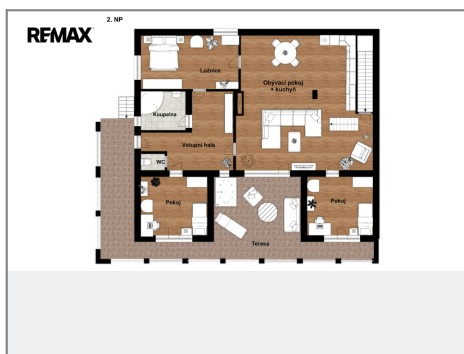 RE/MAX
2. NP
Ložnice
Obývací pokoj
+ kuchyň
Koupelna
Vstupní hala
WC
Pokoj
Pokoj
Terasa